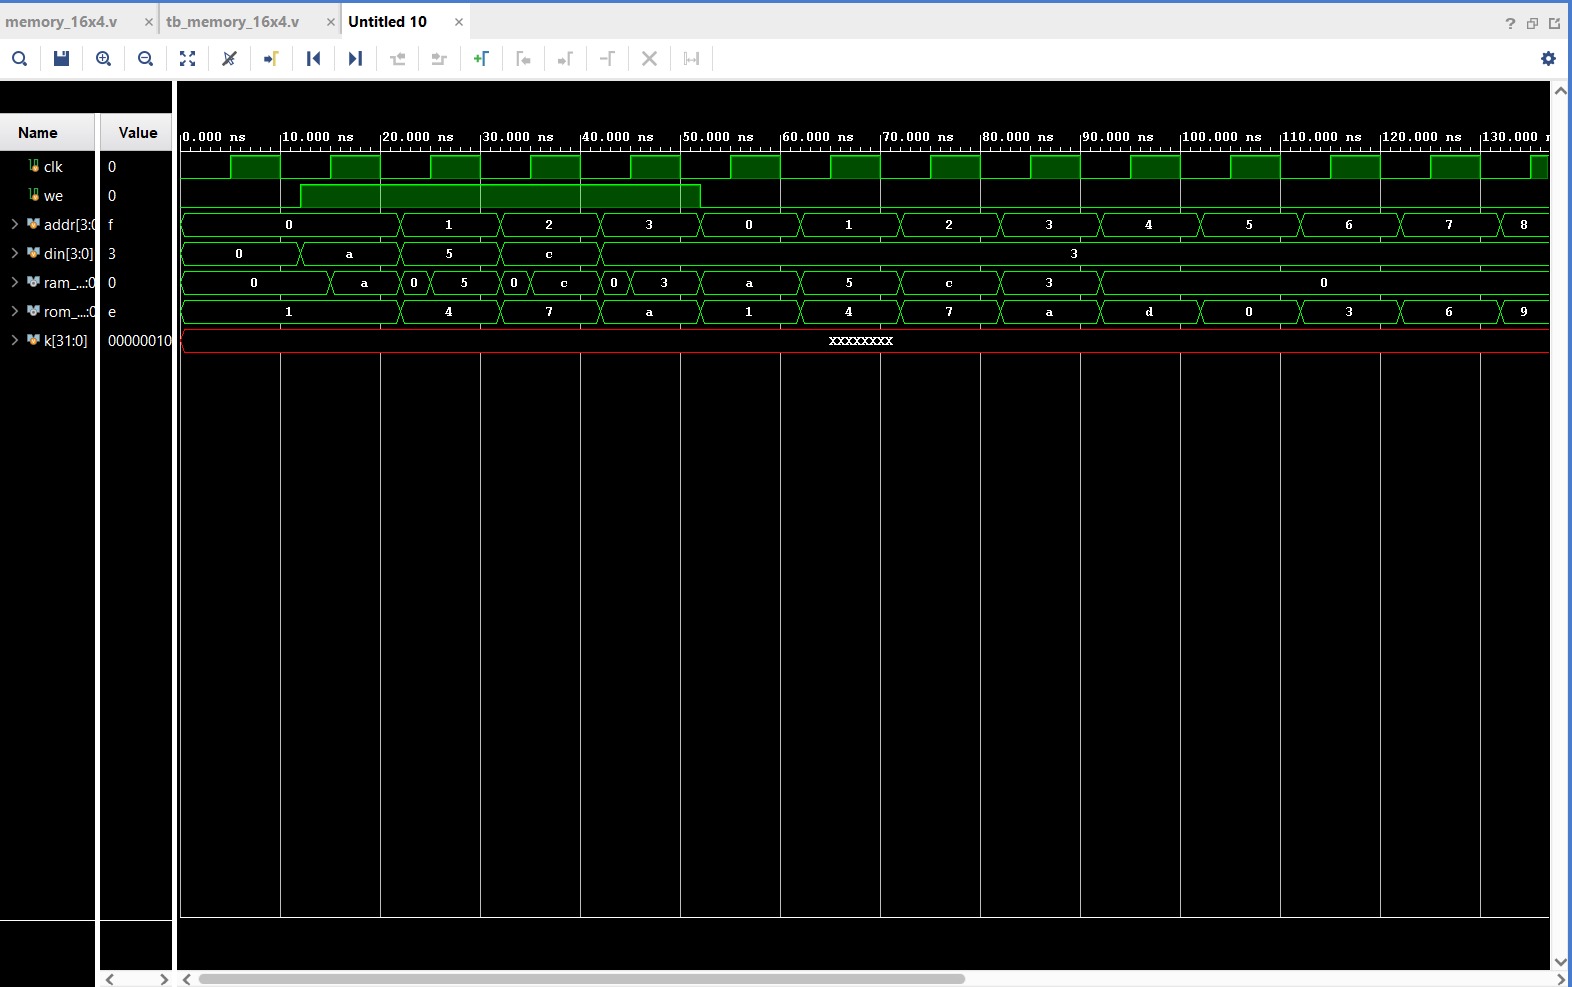 memory_16x4.v × tb_memory_16x4.v × Untitled 10 ×
?
Name Value
0.000 ns 10.000 ns 20.000 ns 30.000 ns 40.000 ns 50.000 ns 60.000 ns 70.000 ns 80.000 ns 90.000 ns 100.000 ns 110.000 ns 120.000 ns 130.000 n
clk 0
we 0
addr[3:0 f 0 1 2 3 0 1 2 3 4 5 6 7 8
din[3:0] 3 0 a 5 c 3
ram_...:0 0 0 a 0 5 0 c 0 3 a 5 c 3 0
rom_...:0 e 1 4 7 a 1 4 7 a d 0 3 6 9
k[31:0] 00000010 XXXXXXXX